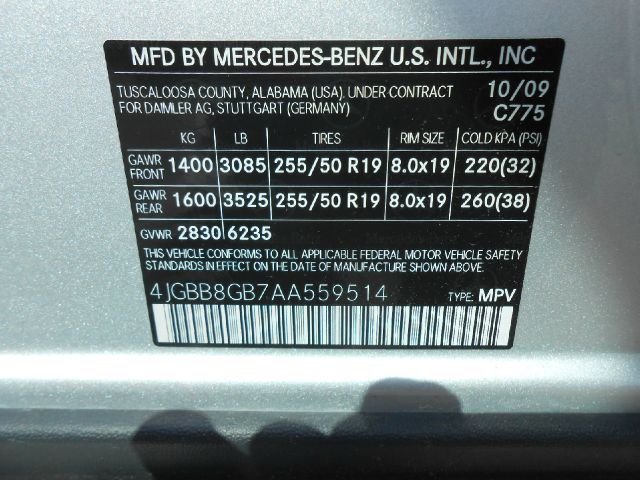 MFD BY MERCEDES-BENZ U.S. INTL., INC
TUSCALOOSA COUNTY, ALABAMA (USA), UNDER CONTRACT 10/09
FOR DAIMLER AG, STUTTGART (GERMANY) C775
KG LB TIRES RIM SIZE COLD KPA (PSI)
GAWR FRONT 1400 3085 255/50 R19 8.0x19 220(32)
GAWR REAR 1600 3525 255/50 R19 8.0x19 260(38)
GVWR 2830 6235
THIS VEHICLE CONFORMS TO ALL APPLICABLE FEDERAL MOTOR VEHICLE SAFETY
STANDARDS IN EFFECT ON THE DATE OF MANUFACTURE SHOWN ABOVE.
4JGBB8GB7AA559514 TYPE: MPV